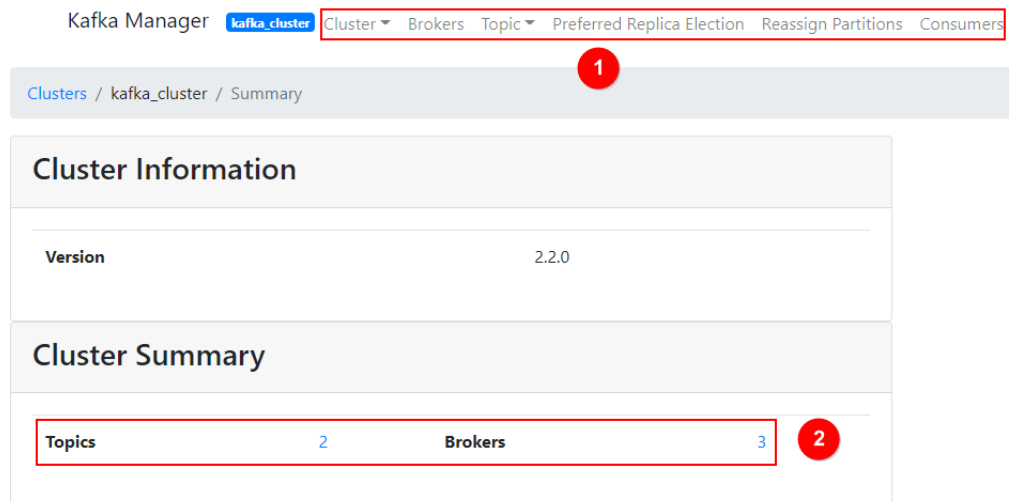 Kafka Manager kafka_cluster Cluster Brokers Topic Preferred Replica Election Reassign Partitions Consumers
1
Clusters / kafka_cluster / Summary
Cluster Information
Version 2.2.0
Cluster Summary
Topics 2 Brokers 3 2